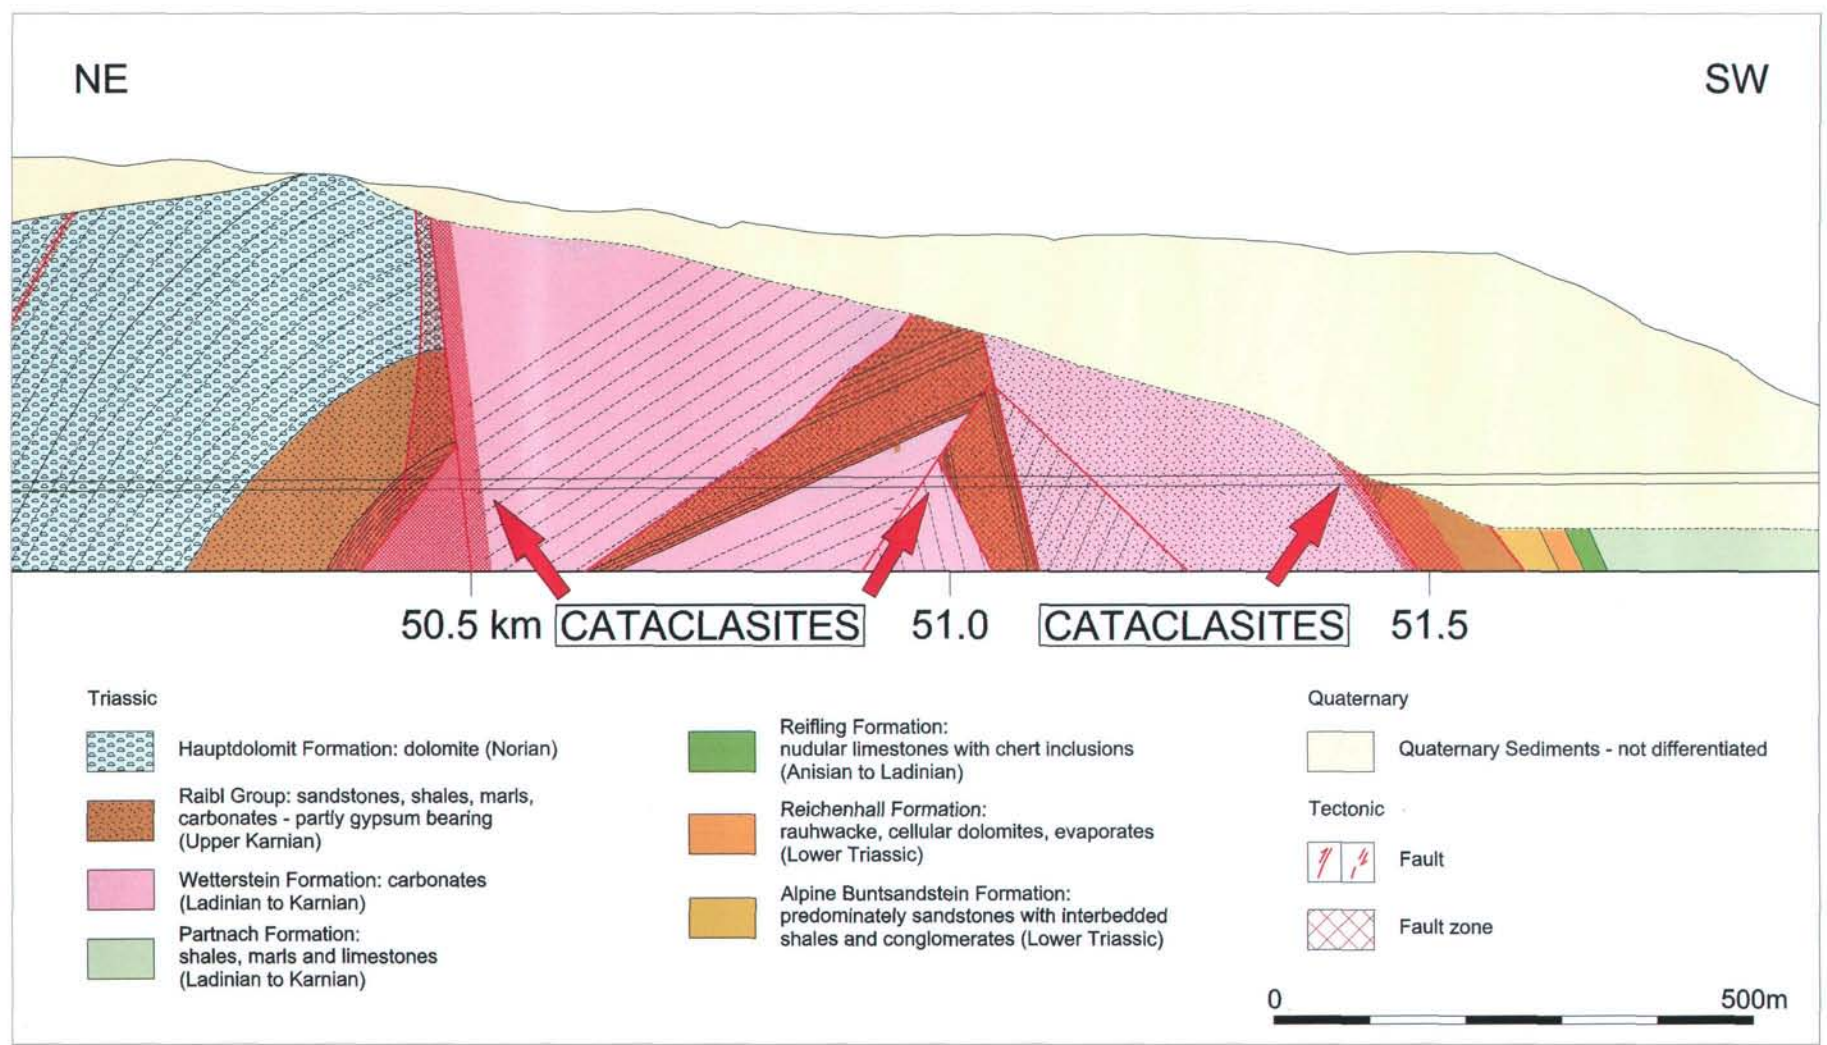 NE
SW
50.5 km
CATACLASITES
51.0
CATACLASITES
51.5
Triassic
Hauptdolomit Formation: dolomite (Norian)
Raibl Group: sandstones, shales, marls,
carbonates - partly gypsum bearing
(Upper Karnian)
Wetterstein Formation: carbonates
(Ladinian to Karnian)
Partnach Formation:
shales, marls and limestones
(Ladinian to Karnian)
Reifling Formation:
nudular limestones with chert inclusions
(Anisian to Ladinian)
Reichenhall Formation:
rauhwacke, cellular dolomites, evaporates
(Lower Triassic)
Alpine Buntsandstein Formation:
predominately sandstones with interbedded
shales and conglomerates (Lower Triassic)
Quaternary
Quaternary Sediments - not differentiated
Tectonic
Fault
Fault zone
0
500m